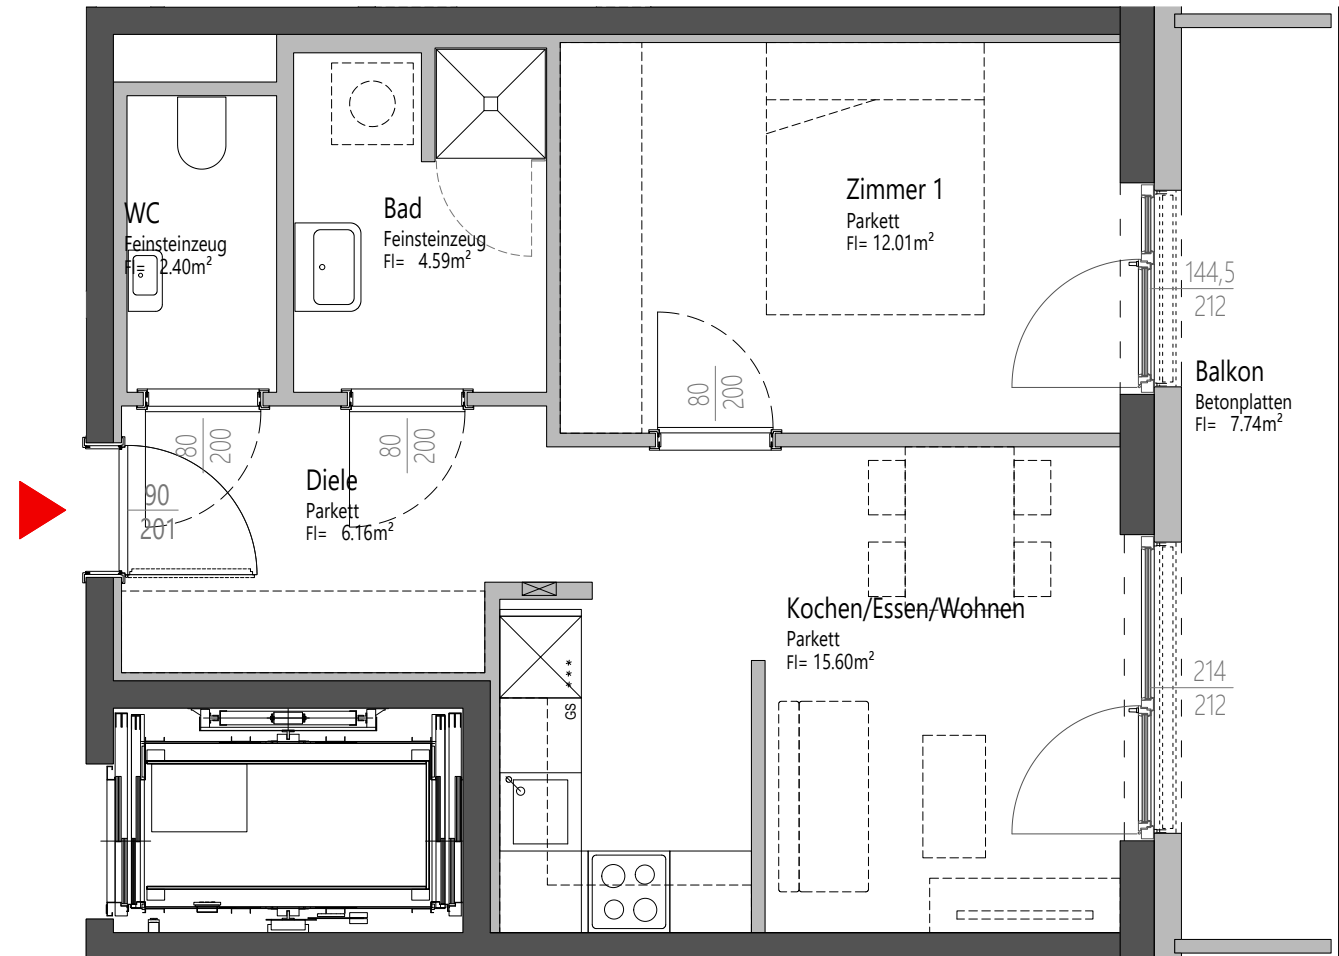 WC
Feinsteinzeug
Fl= 2.40m²
Bad
Feinsteinzeug
Fl= 4.59m²
Zimmer 1
Parkett
Fl= 12.01m²
144,5
212
Balkon
Betonplatten
Fl= 7.74m²
80
200
80
200
80
200
Diele
Parkett
Fl= 6.16m²
90
201
Kochen/Essen/Wohnen
Parkett
Fl= 15.60m²
***
GS
214
212